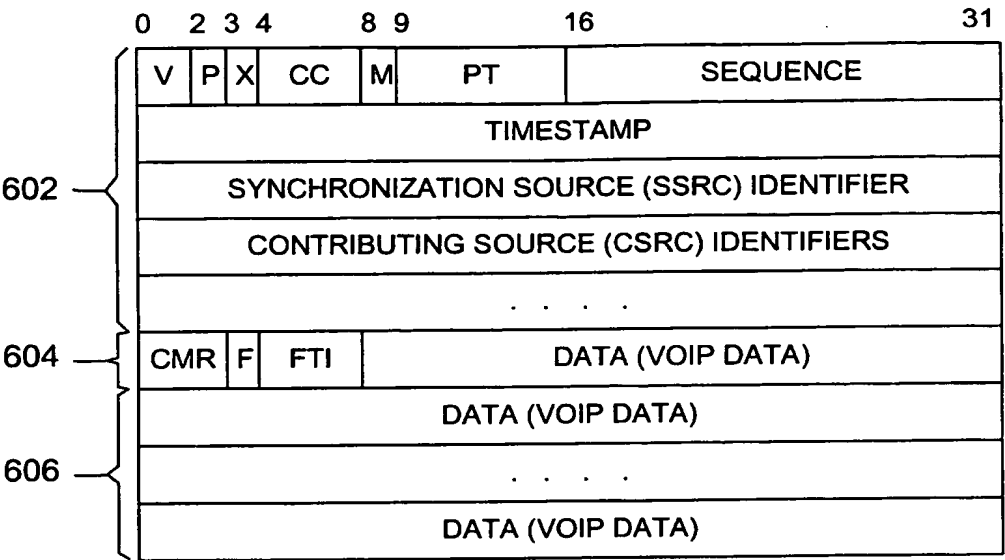 0 2 3 4 8 9 16 31
V P X CC M PT SEQUENCE
TIMESTAMP
602 SYNCHRONIZATION SOURCE (SSRC) IDENTIFIER
CONTRIBUTING SOURCE (CSRC) IDENTIFIERS
. . . .
604 CMR F FTI DATA (VOIP DATA)
DATA (VOIP DATA)
606 . . . .
DATA (VOIP DATA)